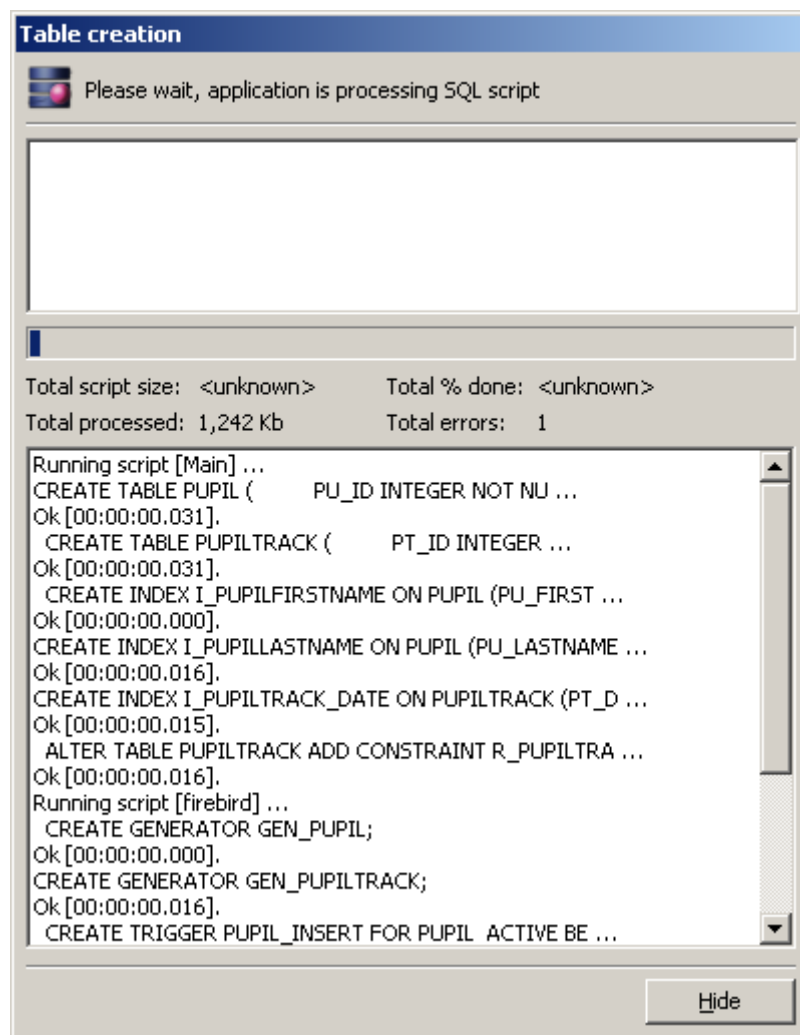 Table creation
Please wait, application is processing SQL script
Total script size: <unknown> Total % done: <unknown>
Total processed: 1,242 Kb Total errors: 1
Running script [Main] ...
CREATE TABLE PUPIL ( PU_ID INTEGER NOT NU ...
Ok [00:00:00.031].
CREATE TABLE PUPILTRACK ( PT_ID INTEGER ...
Ok [00:00:00.031].
CREATE INDEX I_PUPILFIRSTNAME ON PUPIL (PU_FIRST ...
Ok [00:00:00.000].
CREATE INDEX I_PUPILLASTNAME ON PUPIL (PU_LASTNAME ...
Ok [00:00:00.016].
CREATE INDEX I_PUPILTRACK_DATE ON PUPILTRACK (PT_D ...
Ok [00:00:00.015].
ALTER TABLE PUPILTRACK ADD CONSTRAINT R_PUPILTRA ...
Ok [00:00:00.016].
Running script [firebird] ...
CREATE GENERATOR GEN_PUPIL;
Ok [00:00:00.000].
CREATE GENERATOR GEN_PUPILTRACK;
Ok [00:00:00.016].
CREATE TRIGGER PUPIL_INSERT FOR PUPIL ACTIVE BE ...
Hide